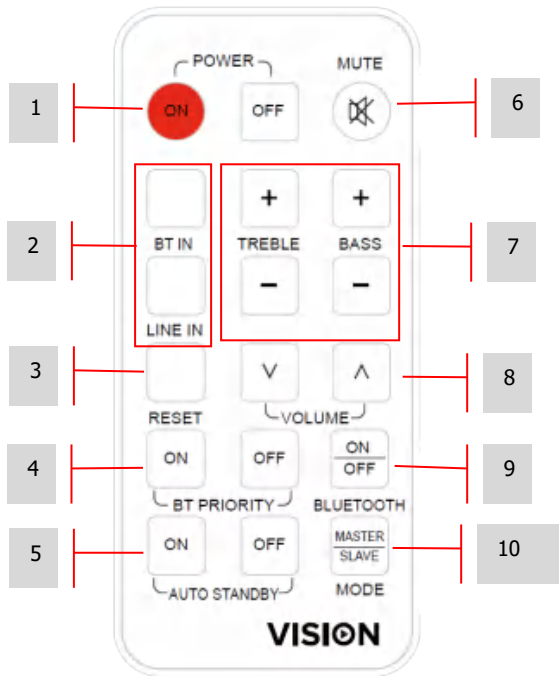 POWER MUTE
1 ON OFF 6
+ +
2 BT IN TREBLE BASS 7
− −
LINE IN
3 ∨ ∧ 8
RESET VOLUME
4 ON OFF ON OFF 9
BT PRIORITY BLUETOOTH
5 ON OFF MASTER SLAVE 10
AUTO STANDBY MODE
VISION